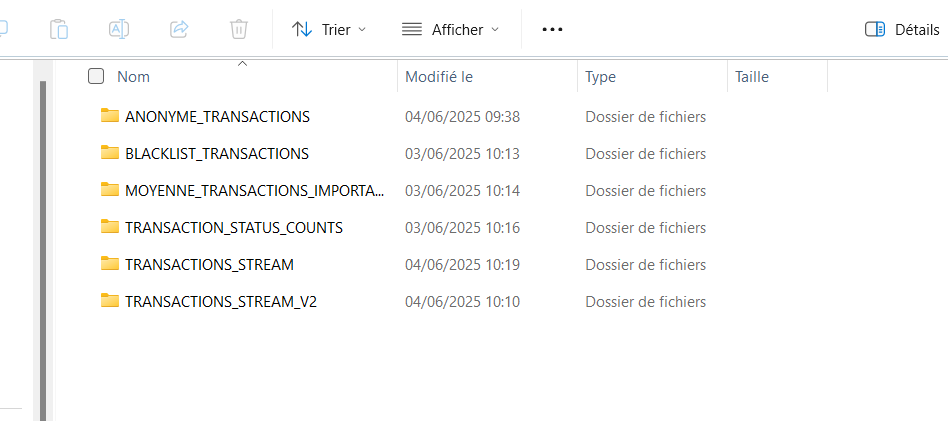 Trier Afficher ••• Détails
Nom Modifié le Type Taille
ANONYME_TRANSACTIONS 04/06/2025 09:38 Dossier de fichiers
BLACKLIST_TRANSACTIONS 03/06/2025 10:13 Dossier de fichiers
MOYENNE_TRANSACTIONS_IMPORTA... 03/06/2025 10:14 Dossier de fichiers
TRANSACTION_STATUS_COUNTS 03/06/2025 10:16 Dossier de fichiers
TRANSACTIONS_STREAM 04/06/2025 10:19 Dossier de fichiers
TRANSACTIONS_STREAM_V2 04/06/2025 10:10 Dossier de fichiers